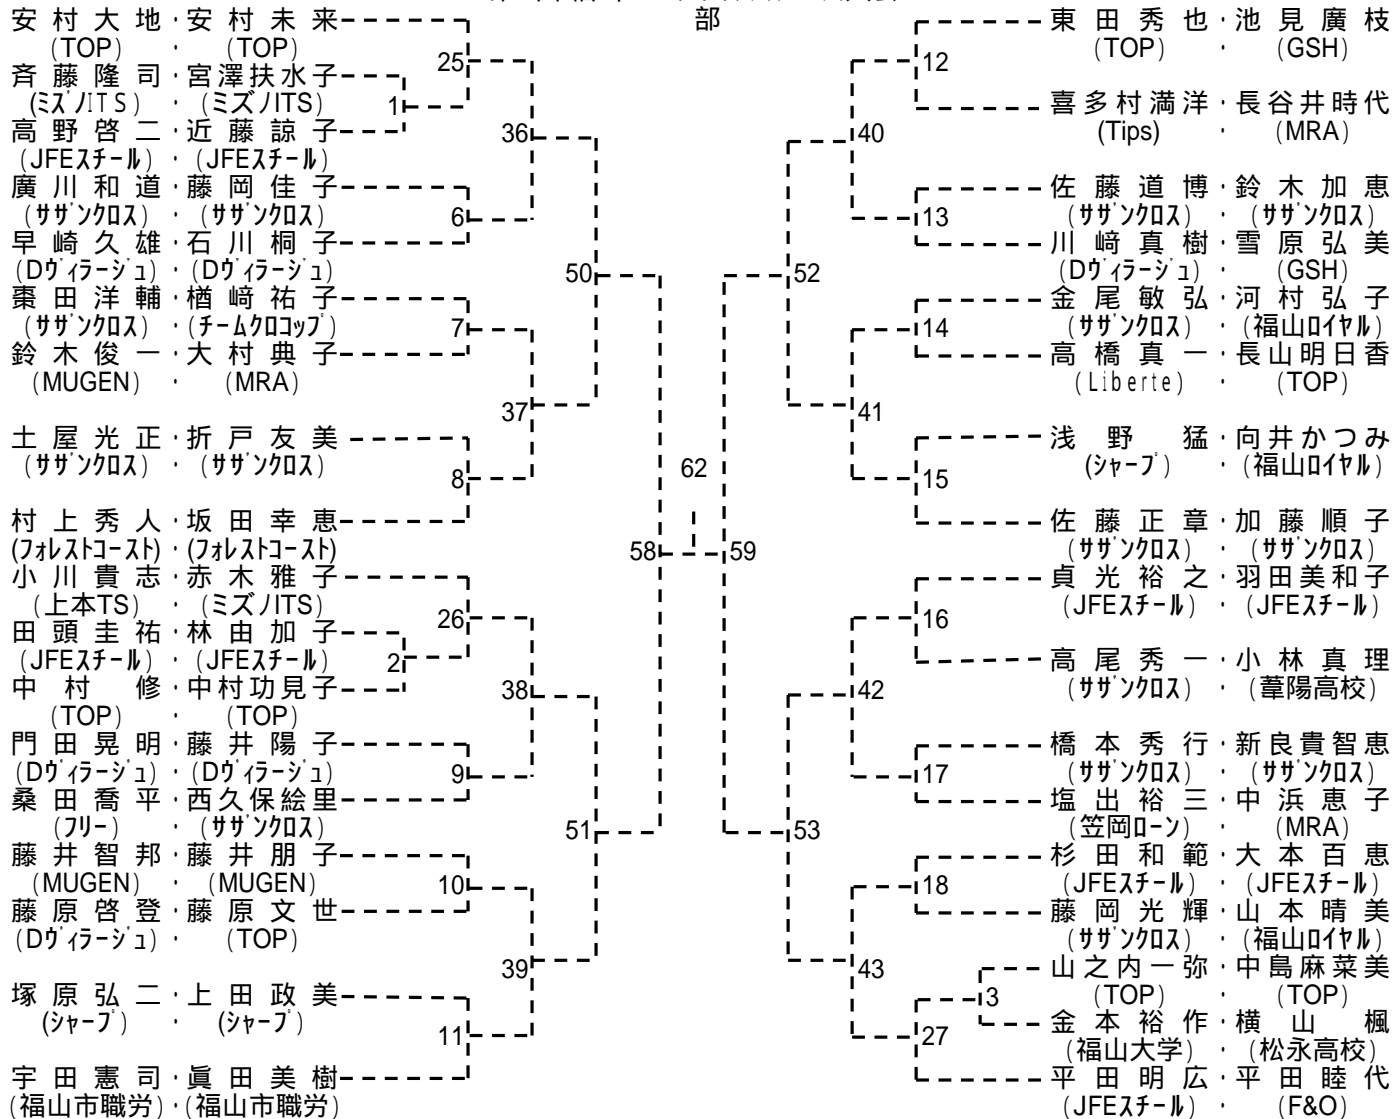 部
安村大地・安村未来
(TOP)・(TOP)
25
斉藤隆司・宮澤扶水子
(ミズノITS)・(ミズノITS)
1
高野啓二・近藤諒子
(JFEスチール)・(JFEスチール)
36
廣川和道・藤岡佳子
(サザンクロス)・(サザンクロス)
6
早崎久雄・石川桐子
(Dヴィラージュ)・(Dヴィラージュ)
50
棗田洋輔・楢﨑祐子
(サザンクロス)・(チームクロコップ)
7
鈴木俊一・大村典子
(MUGEN)・(MRA)
37
土屋光正・折戸友美
(サザンクロス)・(サザンクロス)
8
村上秀人・坂田幸恵
(フォレストコースト)・(フォレストコースト)
58
小川貴志・赤木雅子
(上本TS)・(ミズノITS)
26
田頭圭祐・林由加子
(JFEスチール)・(JFEスチール)
2
中村修・中村功見子
(TOP)・(TOP)
38
門田晃明・藤井陽子
(Dヴィラージュ)・(Dヴィラージュ)
9
桑田喬平・西久保絵里
(フリー)・(サザンクロス)
51
藤井智邦・藤井朋子
(MUGEN)・(MUGEN)
10
藤原啓登・藤原文世
(Dヴィラージュ)・(TOP)
39
塚原弘二・上田政美
(シャープ)・(シャープ)
11
宇田憲司・眞田美樹
(福山市職労)・(福山市職労)
62
東田秀也・池見廣枝
(TOP)・(GSH)
12
喜多村満洋・長谷井時代
(Tips)・(MRA)
40
佐藤道博・鈴木加恵
(サザンクロス)・(サザンクロス)
13
川﨑真樹・雪原弘美
(Dヴィラージュ)・(GSH)
52
金尾敏弘・河村弘子
(サザンクロス)・(福山ロイヤル)
14
高橋真一・長山明日香
(Liberte)・(TOP)
41
浅野猛・向井かつみ
(シャープ)・(福山ロイヤル)
15
佐藤正章・加藤順子
(サザンクロス)・(サザンクロス)
59
貞光裕之・羽田美和子
(JFEスチール)・(JFEスチール)
16
高尾秀一・小林真理
(サザンクロス)・(葦陽高校)
42
橋本秀行・新良貴智恵
(サザンクロス)・(サザンクロス)
17
塩出裕三・中浜恵子
(笠岡ローン)・(MRA)
53
杉田和範・大本百恵
(JFEスチール)・(JFEスチール)
18
藤岡光輝・山本晴美
(サザンクロス)・(福山ロイヤル)
43
山之内一弥・中島麻菜美
(TOP)・(TOP)
3
金本裕作・横山楓
(福山大学)・(松永高校)
27
平田明広・平田睦代
(JFEスチール)・(F&O)